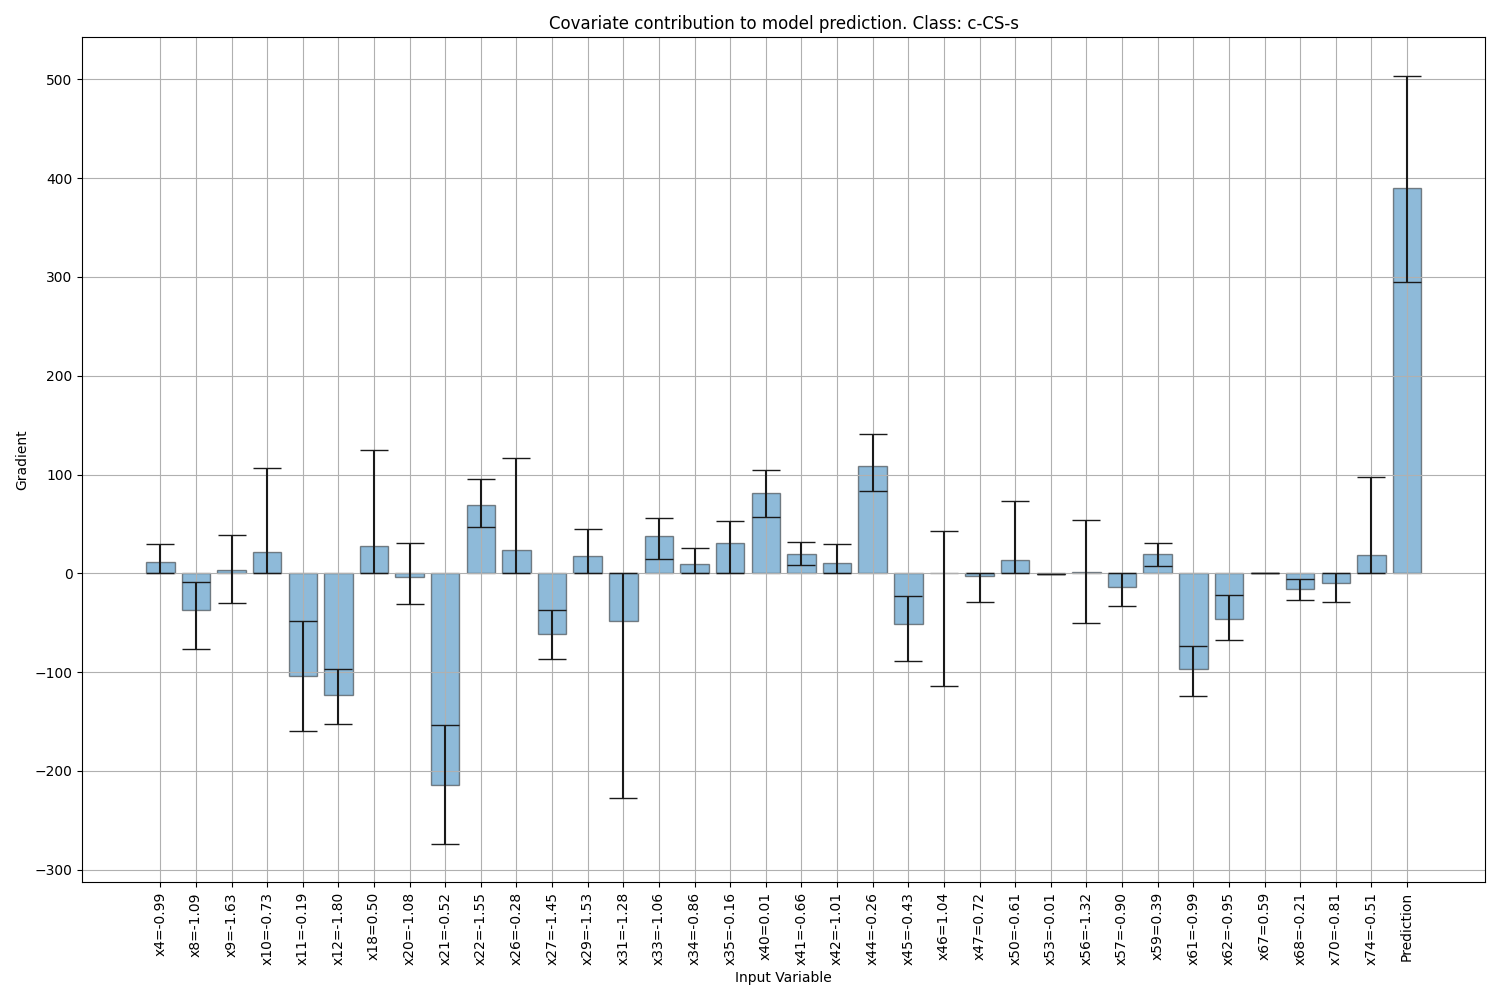 Covariate contribution to model prediction. Class: c-CS-s
Gradient
500
400
300
200
100
0
−100
−200
−300
x4=-0.99
x8=-1.09
x9=-1.63
x10=-0.73
x11=-0.19
x12=-1.80
x18=0.50
x20=-1.08
x21=-0.52
x22=-1.55
x26=-0.28
x27=-1.45
x29=-1.53
x31=-1.28
x33=-1.06
x34=-0.86
x35=-0.16
x40=0.01
x41=-0.66
x42=-1.01
x44=-0.26
x45=-0.43
x46=1.04
x47=0.72
x50=-0.61
x53=-0.01
x56=-1.32
x57=-0.90
x59=0.39
x61=-0.99
x62=-0.95
x67=0.59
x68=-0.21
x70=-0.81
x74=-0.51
Prediction
Input Variable